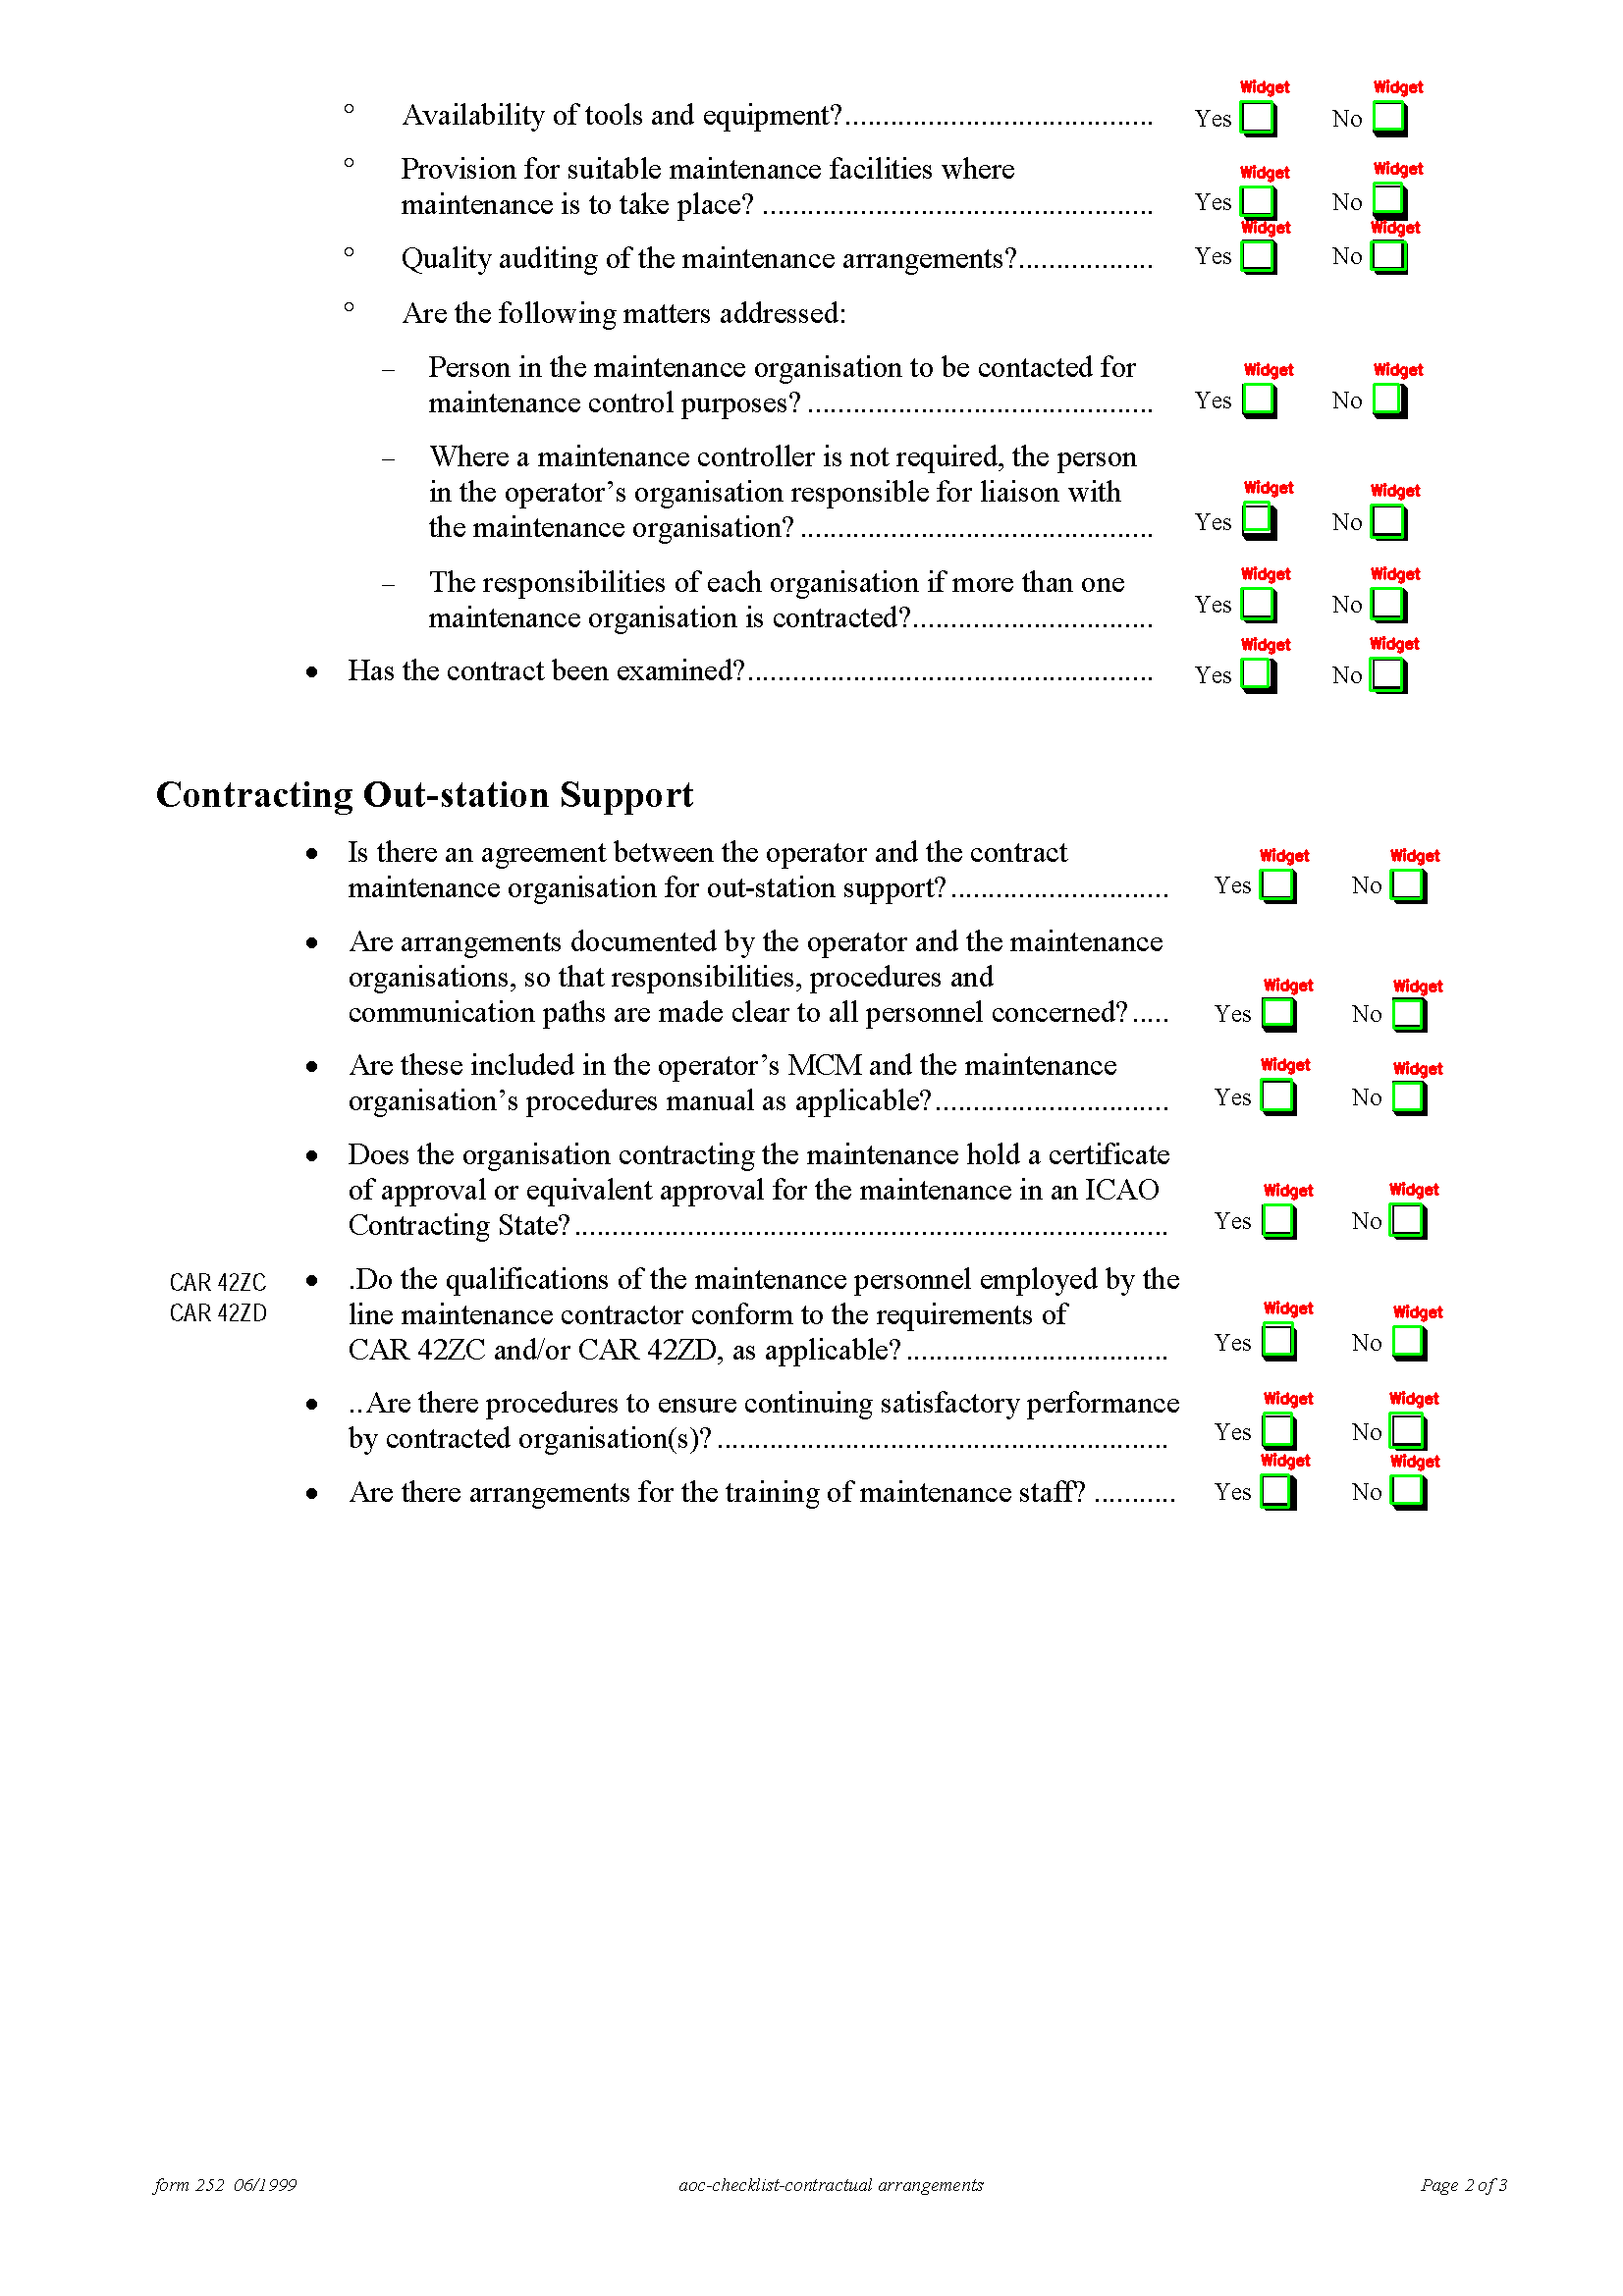 Widget Widget
° Availability of tools and equipment?......................................... Yes No
Widget Widget
° Provision for suitable maintenance facilities where
maintenance is to take place? .................................................... Yes No
Widget Widget
° Quality auditing of the maintenance arrangements?.................. Yes No
° Are the following matters addressed:
Widget Widget
– Person in the maintenance organisation to be contacted for
maintenance control purposes? .............................................. Yes No
– Where a maintenance controller is not required, the person
Widget Widget
in the operator’s organisation responsible for liaison with
the maintenance organisation? ............................................... Yes No
Widget Widget
– The responsibilities of each organisation if more than one
maintenance organisation is contracted?................................ Yes No
Widget Widget
• Has the contract been examined?...................................................... Yes No
Contracting Out-station Support
Widget Widget
• Is there an agreement between the operator and the contract
maintenance organisation for out-station support? ............................. Yes No
• Are arrangements documented by the operator and the maintenance
Widget Widget
organisations, so that responsibilities, procedures and
communication paths are made clear to all personnel concerned? ..... Yes No
Widget Widget
• Are these included in the operator’s MCM and the maintenance
organisation’s procedures manual as applicable?............................... Yes No
• Does the organisation contracting the maintenance hold a certificate
Widget Widget
of approval or equivalent approval for the maintenance in an ICAO
Contracting State? ............................................................................... Yes No
CAR 42ZC • .Do the qualifications of the maintenance personnel employed by the
Widget Widget
CAR 42ZD line maintenance contractor conform to the requirements of
CAR 42ZC and/or CAR 42ZD, as applicable? ................................... Yes No
Widget Widget
• ..Are there procedures to ensure continuing satisfactory performance
by contracted organisation(s)? ............................................................ Yes No
Widget Widget
• Are there arrangements for the training of maintenance staff? ........... Yes No
form 252 06/1999 aoc-checklist-contractual arrangements Page 2 of 3